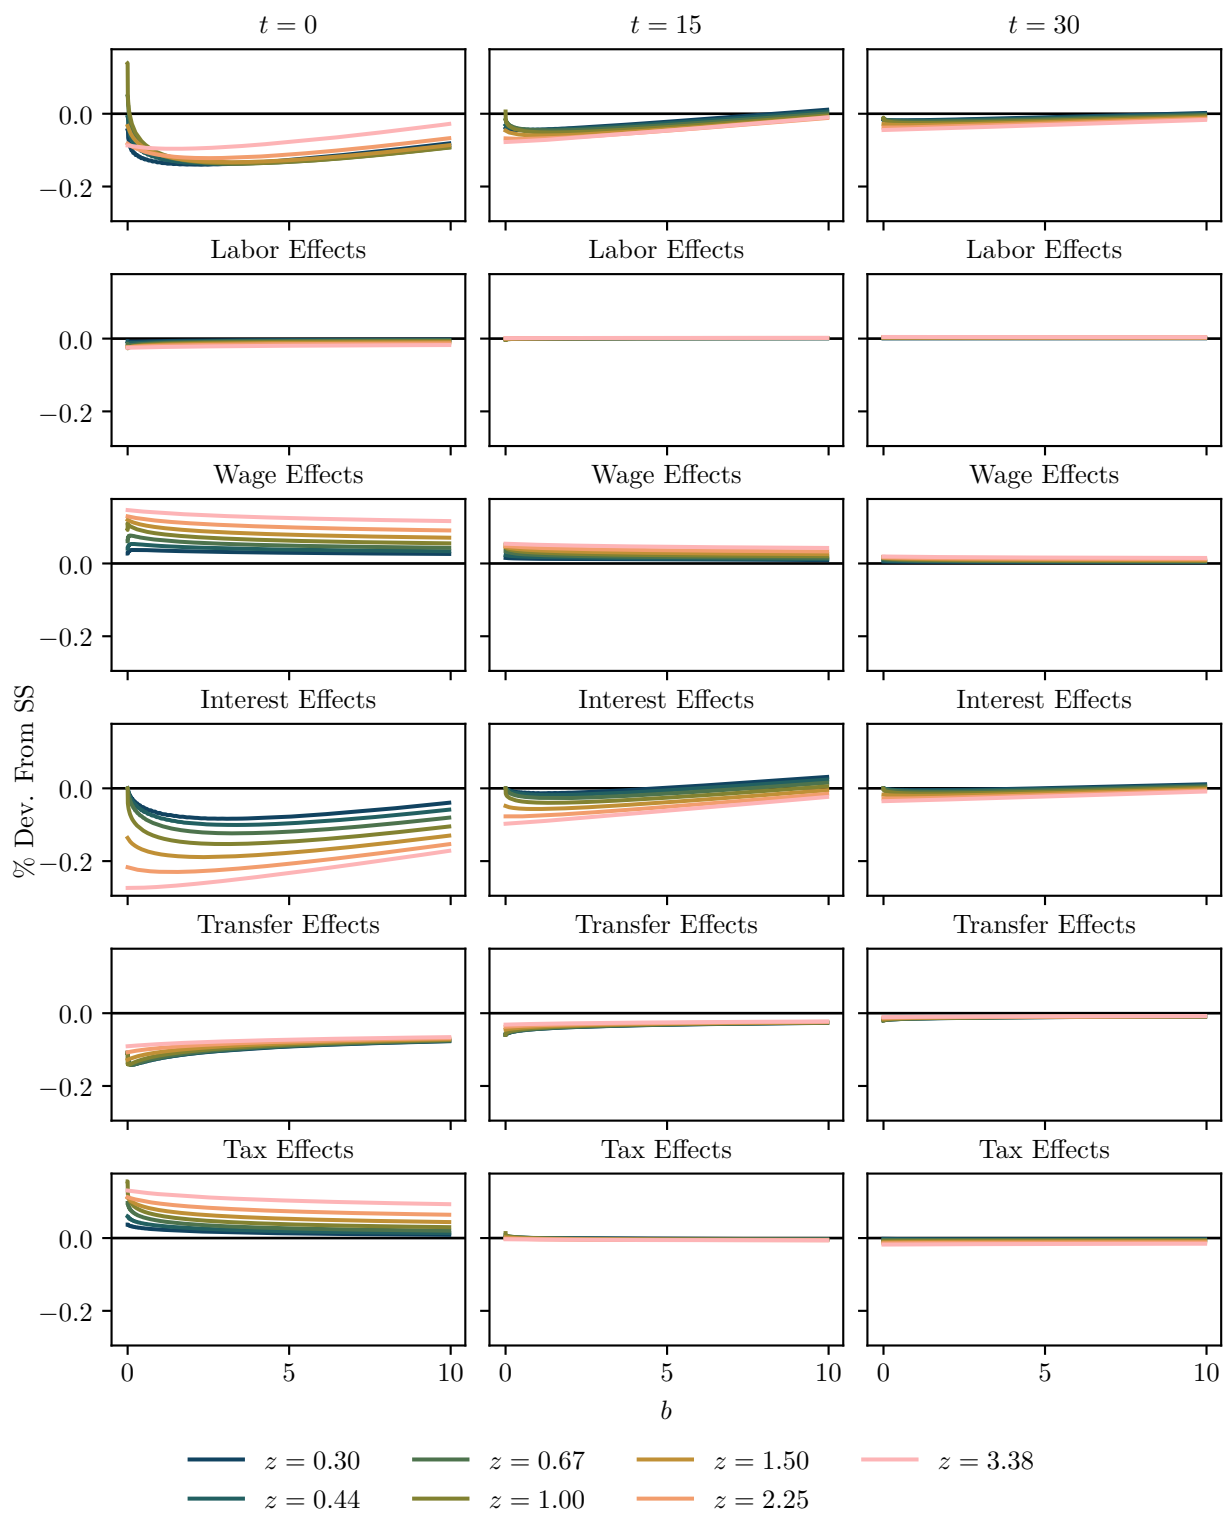 t = 0 t = 15 t = 30
0.0
−0.2
Labor Effects Labor Effects Labor Effects
0.0
−0.2
Wage Effects Wage Effects Wage Effects
0.0
−0.2
% Dev. From SS
Interest Effects Interest Effects Interest Effects
0.0
−0.2
Transfer Effects Transfer Effects Transfer Effects
0.0
−0.2
Tax Effects Tax Effects Tax Effects
0.0
−0.2
0 5 10 0 5 10 0 5 10
b
z = 0.30 z = 0.67 z = 1.50 z = 3.38
z = 0.44 z = 1.00 z = 2.25